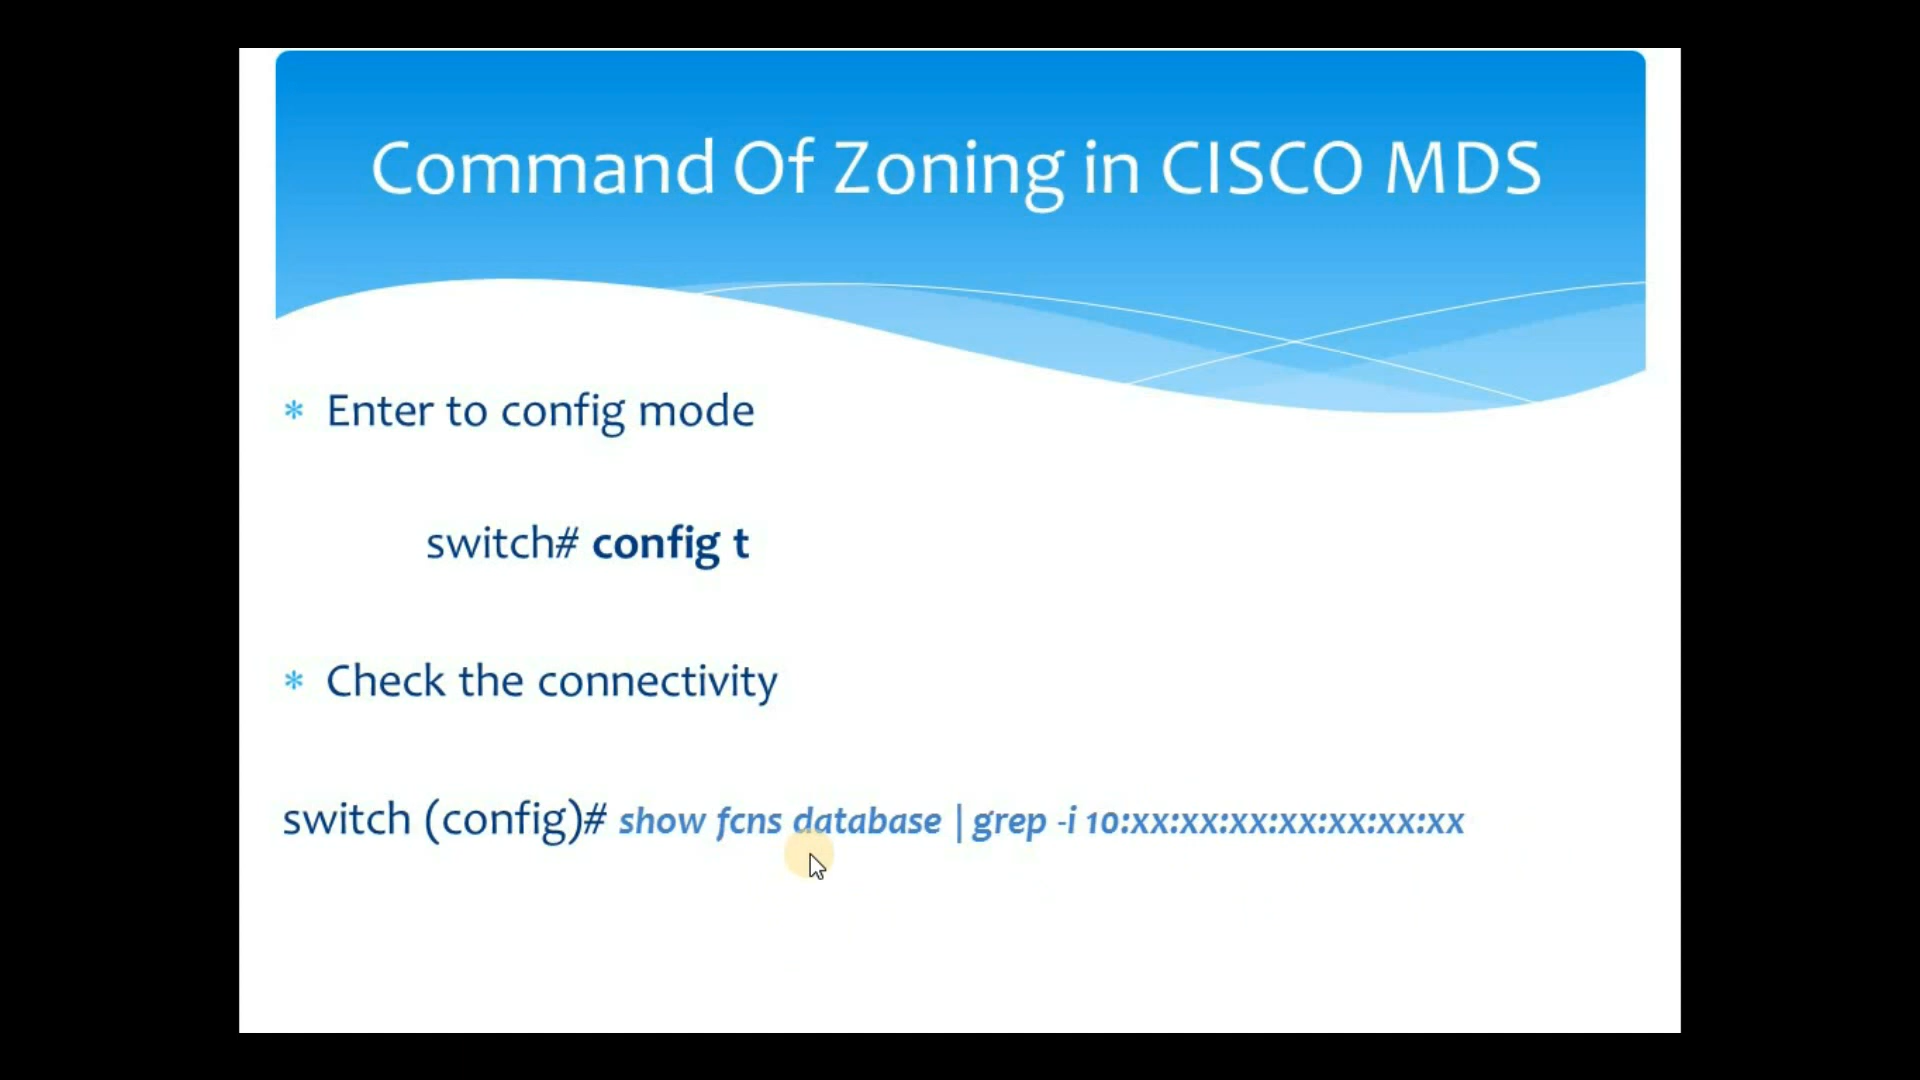 Command Of Zoning in CISCO MDS
* Enter to config mode
switch# config t
* Check the connectivity
switch (config)# show fcns database | grep -i 10:xx:xx:xx:xx:xx:xx:xx